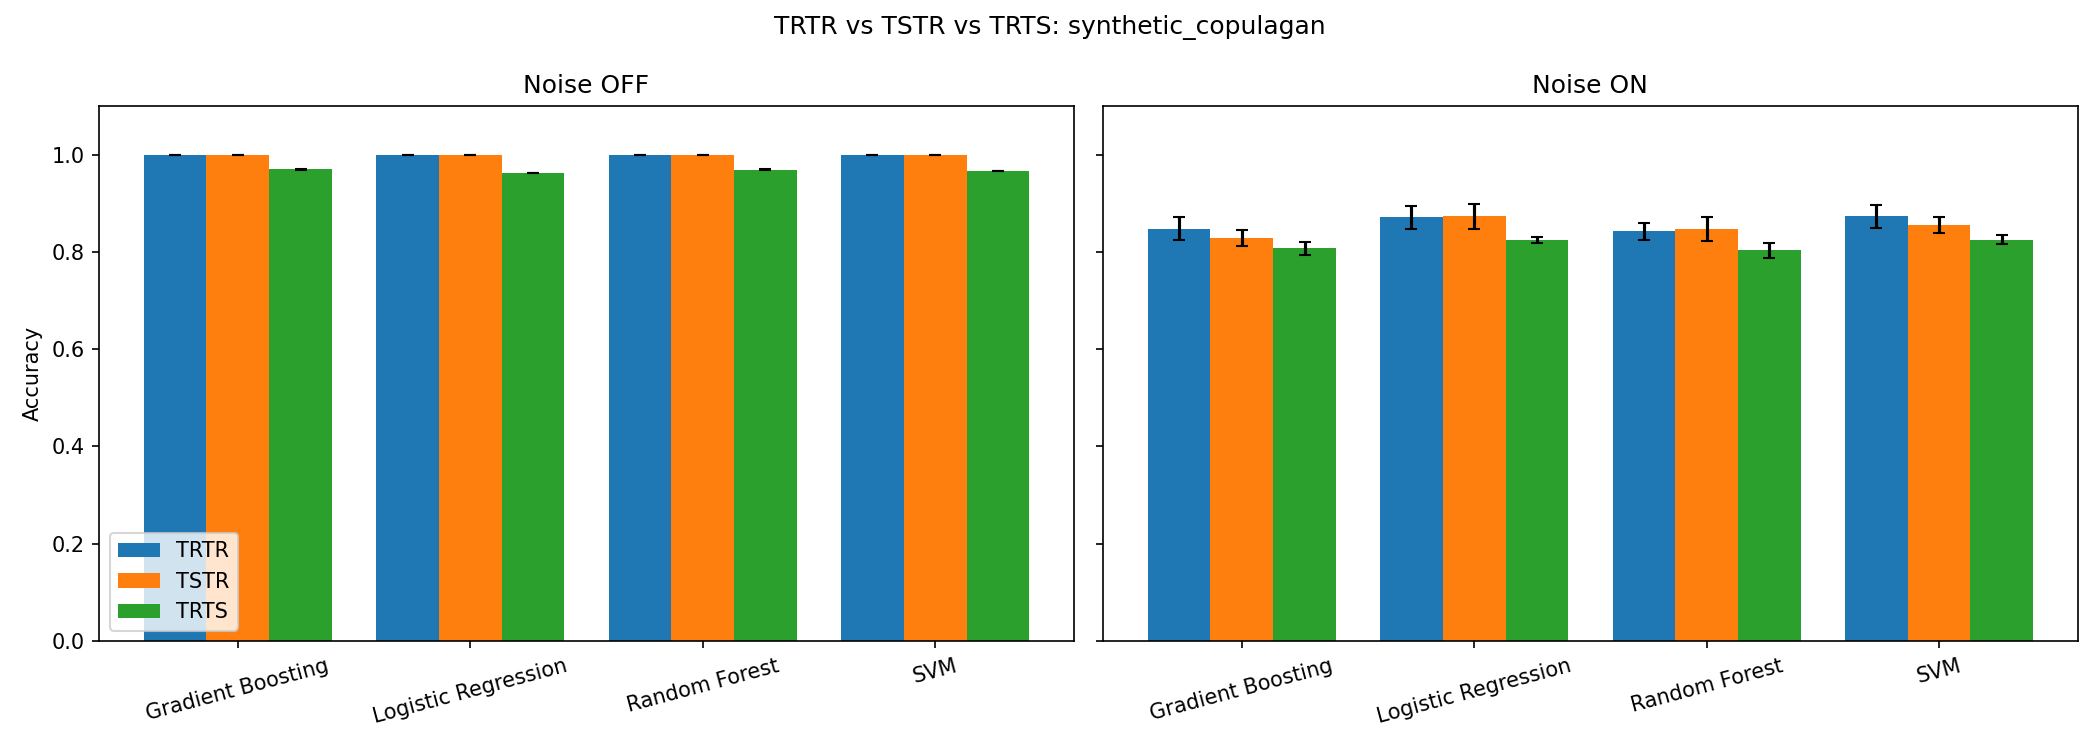 TRTR vs TSTR vs TRTS: synthetic_copulagan
Noise OFF
Noise ON
Accuracy
1.0
0.8
0.6
0.4
0.2
0.0
TRTR
TSTR
TRTS
Gradient Boosting
Logistic Regression
Random Forest
SVM
Gradient Boosting
Logistic Regression
Random Forest
SVM